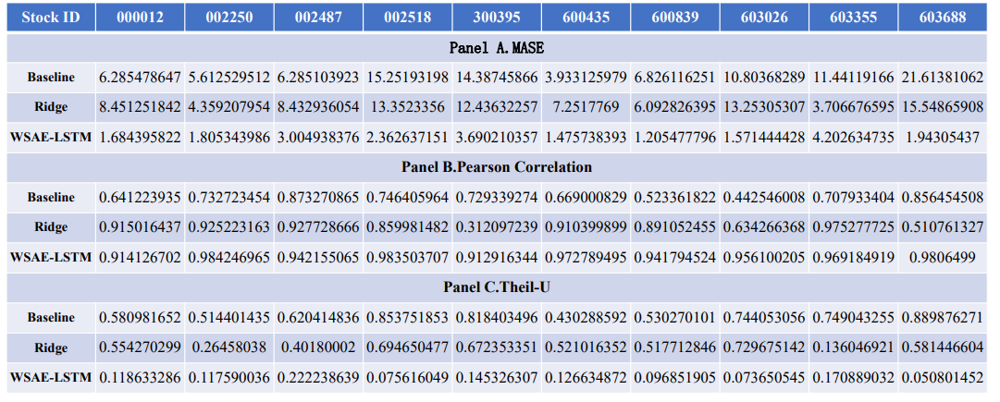 Stock ID 000012 002250 002487 002518 300395 600435 600839 603026 603355 603688
Panel A.MASE
Baseline 6.285478647 5.612529512 6.285103923 15.25193198 14.38745866 3.933125979 6.826116251 10.80368289 11.44119166 21.61381062
Ridge 8.451251842 4.359207954 8.432936054 13.3523356 12.43632257 7.2517769 6.092826395 13.25305307 3.706676595 15.54865908
WSAE-LSTM 1.684395822 1.805343986 3.004938376 2.362637151 3.690210357 1.475738393 1.205477796 1.571444428 4.202634735 1.94305437
Panel B.Pearson Correlation
Baseline 0.641223935 0.732723454 0.873270865 0.746405964 0.729339274 0.669000829 0.523361822 0.442546008 0.707933404 0.856454508
Ridge 0.915016437 0.925223163 0.927728666 0.859981482 0.312097239 0.910399899 0.891052455 0.634266368 0.975277725 0.510761327
WSAE-LSTM 0.914126702 0.984246965 0.942155065 0.983503707 0.912916344 0.972789495 0.941794524 0.956100205 0.969184919 0.9806499
Panel C.Theil-U
Baseline 0.580981652 0.514401435 0.620414836 0.853751853 0.818403496 0.430288592 0.530270101 0.744053056 0.749043255 0.889876271
Ridge 0.554270299 0.26458038 0.40180002 0.694650477 0.672353351 0.521016352 0.517712846 0.729675142 0.136046921 0.581446604
WSAE-LSTM 0.118633286 0.117590036 0.222238639 0.075616049 0.145326307 0.126634872 0.096851905 0.073650545 0.170889032 0.050801452